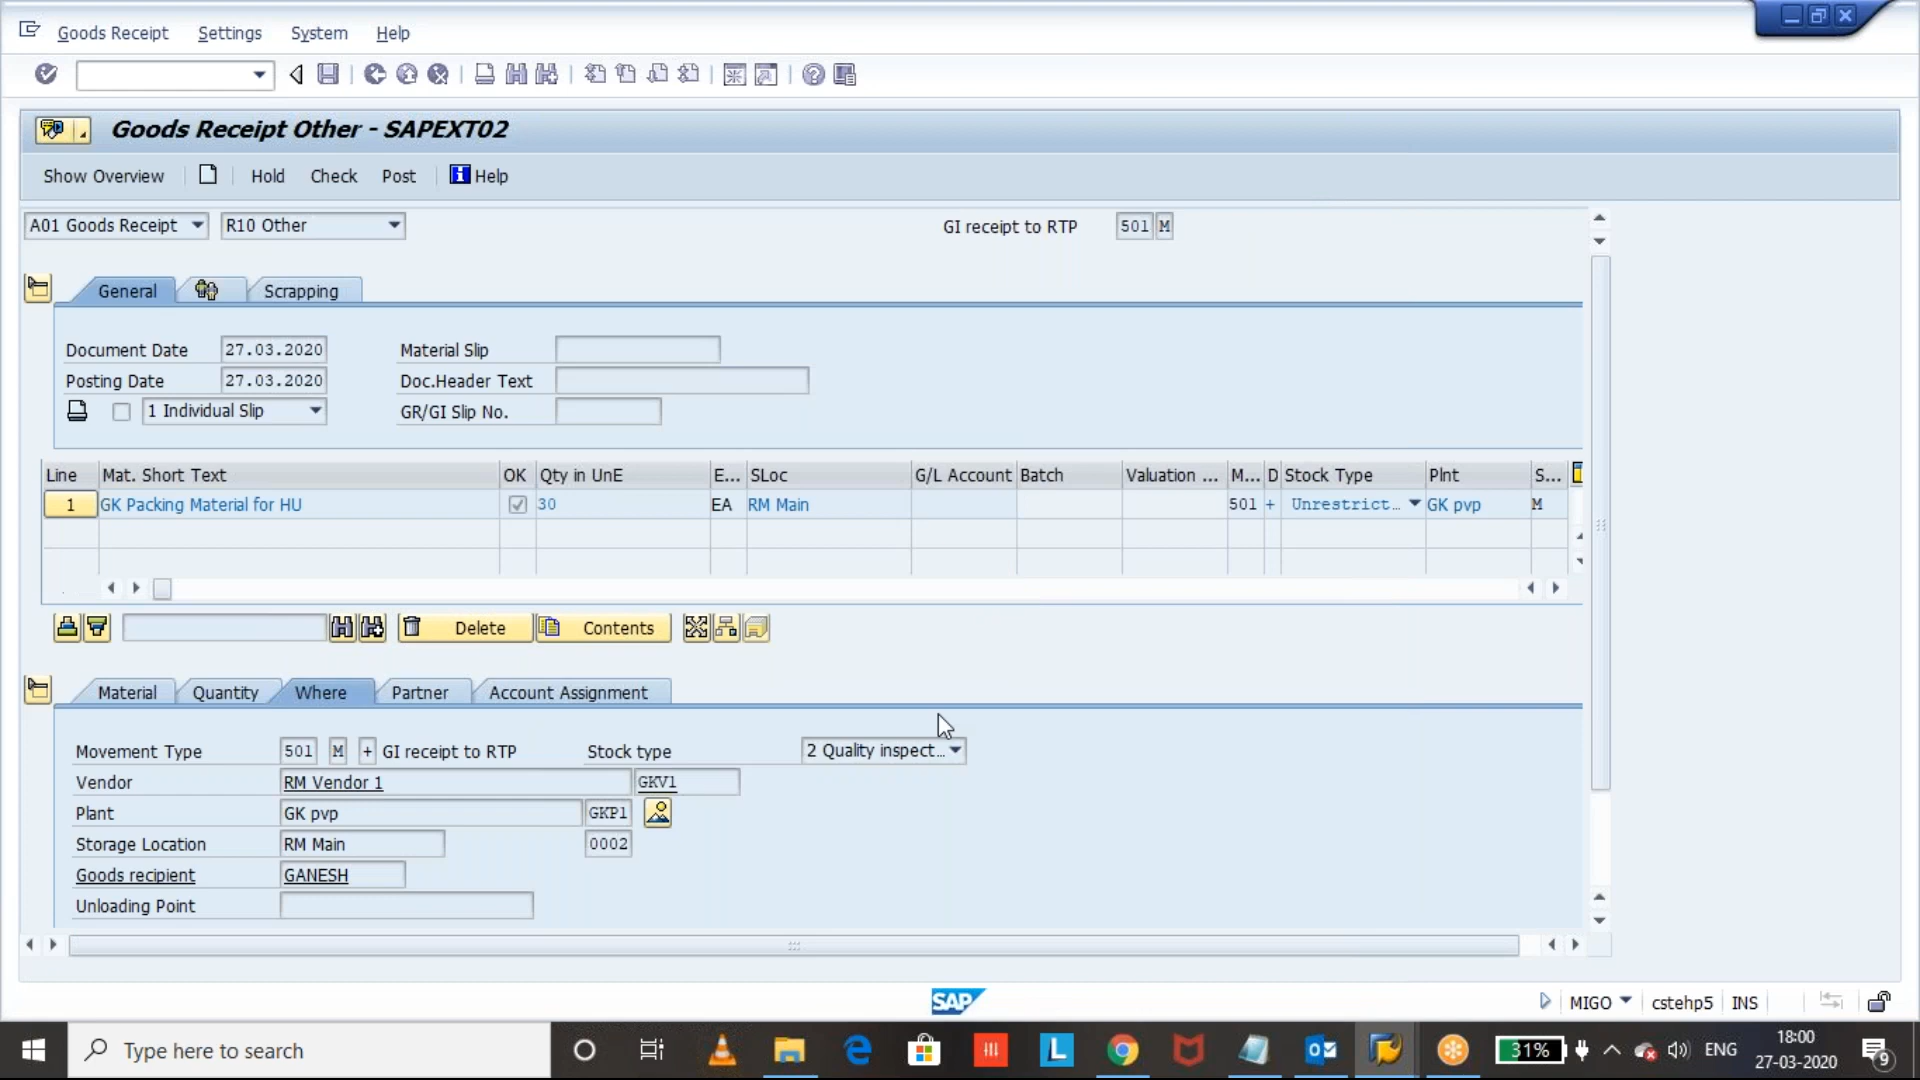 Goods Receipt Settings System Help
Goods Receipt Other - SAPEXT02
Show Overview Hold Check Post Help
A01 Goods Receipt R10 Other GI receipt to RTP 501 M
General Scrapping
Document Date 27.03.2020 Material Slip
Posting Date 27.03.2020 Doc.Header Text
1 Individual Slip GR/GI Slip No.
Line Mat. Short Text OK Qty in UnE E... SLoc G/L Account Batch Valuation ... M... D Stock Type Plnt S...
1 GK Packing Material for HU 30 EA RM Main 501 + Unrestrict... GK pvp M
Delete Contents
Material Quantity Where Partner Account Assignment
Movement Type 501 M + GI receipt to RTP Stock type 2 Quality inspect...
Vendor RM Vendor 1 GKV1
Plant GK pvp GKP1
Storage Location RM Main 0002
Goods recipient GANESH
Unloading Point
SAP MIGO cstehp5 INS
Type here to search 31% ENG 18:00
27-03-2020 9